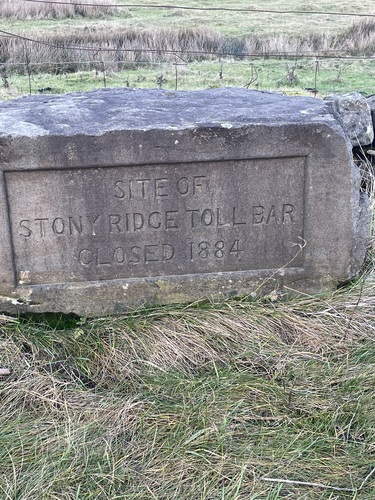 SITE OF
STONY RIDGE TOLL BAR
CLOSED 1884